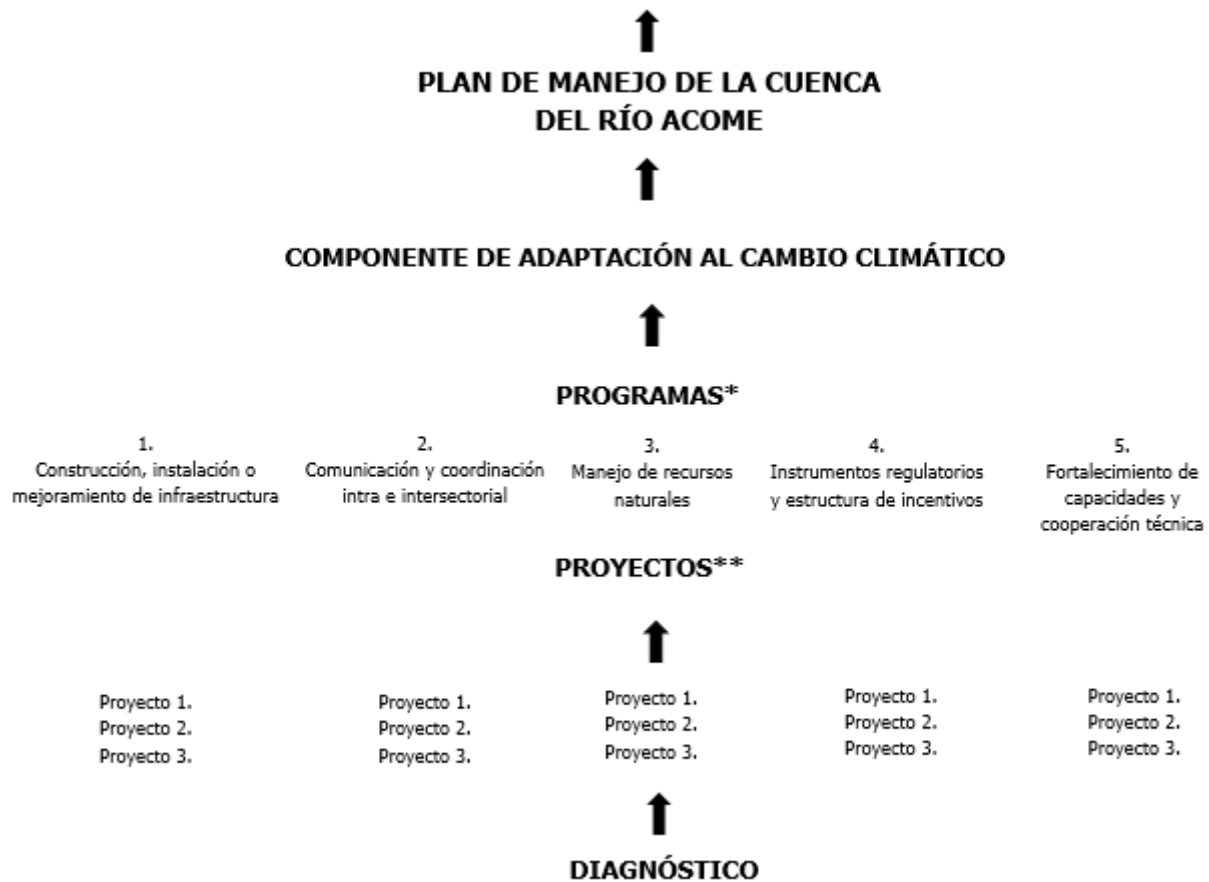 PLAN DE MANEJO DE LA CUENCA
DEL RÍO ACOME
COMPONENTE DE ADAPTACIÓN AL CAMBIO CLIMÁTICO
PROGRAMAS*
1.
Construcción, instalación o
mejoramiento de infraestructura
2.
Comunicación y coordinación
intra e intersectorial
3.
Manejo de recursos
naturales
4.
Instrumentos regulatorios
y estructura de incentivos
5.
Fortalecimiento de
capacidades y
cooperación técnica
PROYECTOS**
Proyecto 1.
Proyecto 2.
Proyecto 3.
Proyecto 1.
Proyecto 2.
Proyecto 3.
Proyecto 1.
Proyecto 2.
Proyecto 3.
Proyecto 1.
Proyecto 2.
Proyecto 3.
Proyecto 1.
Proyecto 2.
Proyecto 3.
DIAGNÓSTICO